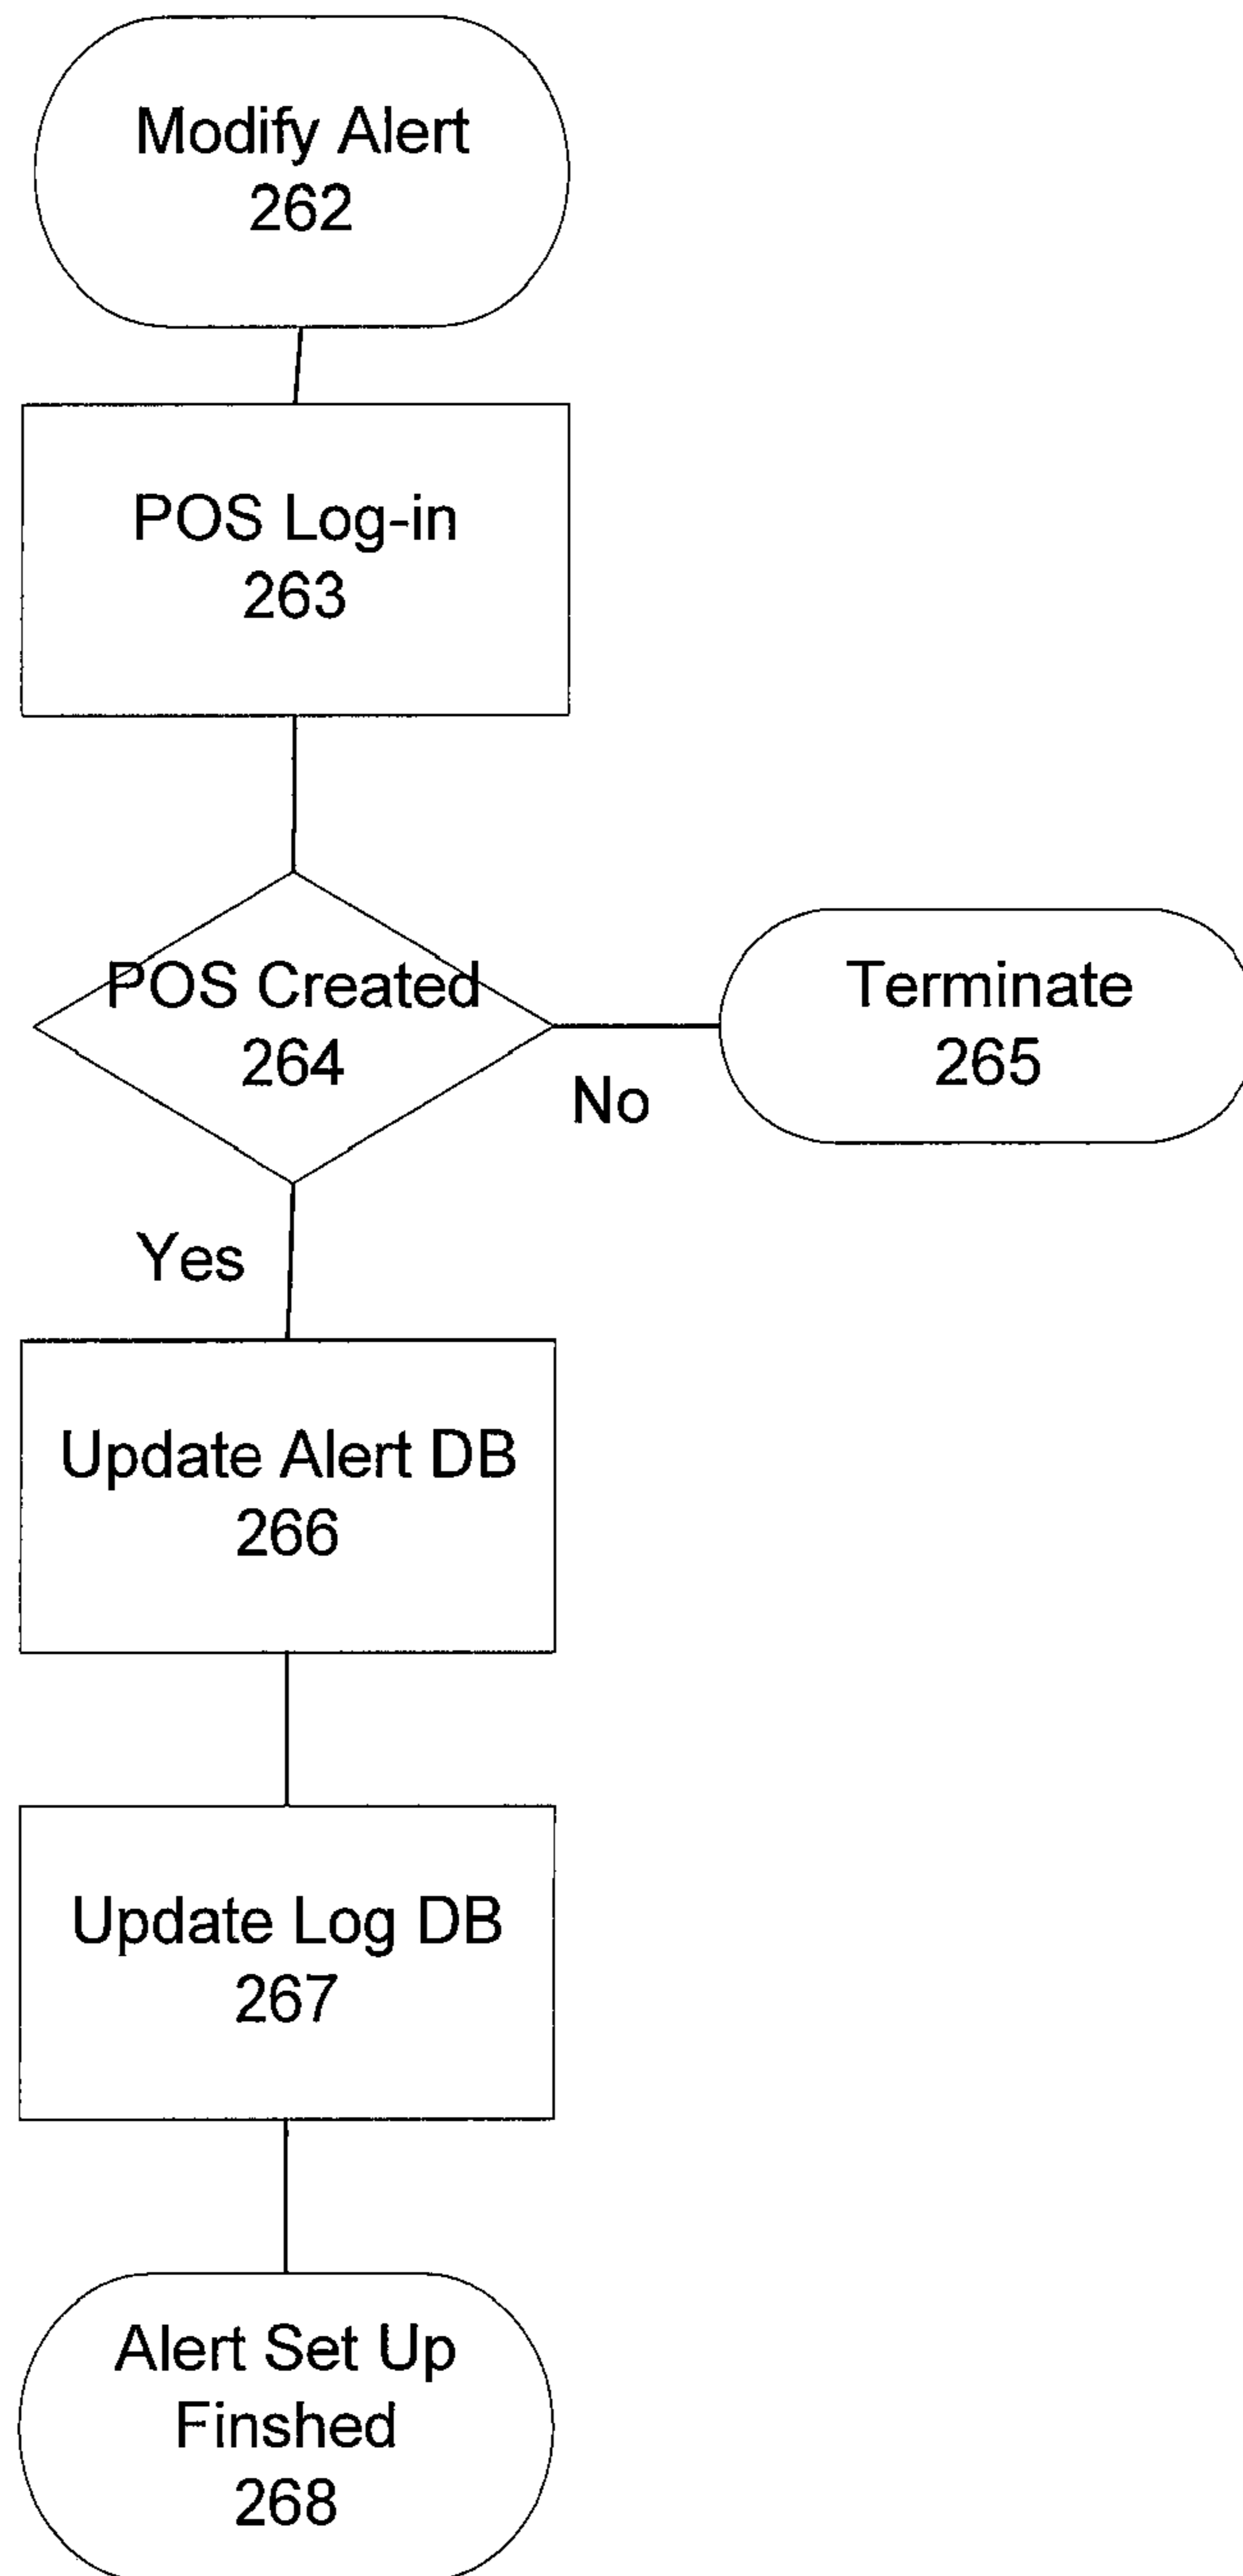 Modify Alert
262
POS Log-in
263
POS Created
264
Terminate
265
No
Yes
Update Alert DB
266
Update Log DB
267
Alert Set Up
Finshed
268